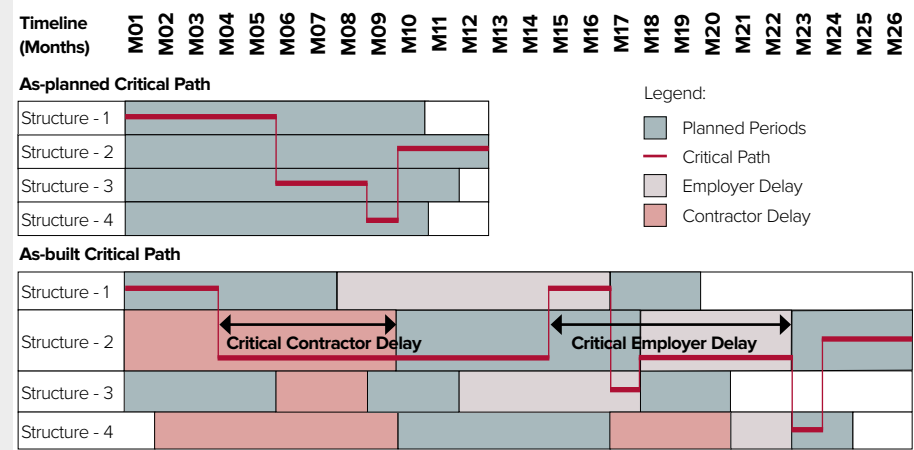 Timeline
(Months)
M01 M02 M03 M04 M05 M06 M07 M08 M09 M10 M11 M12 M13 M14 M15 M16 M17 M18 M19 M20 M21 M22 M23 M24 M25 M26
As-planned Critical Path
Structure - 1
Structure - 2
Structure - 3
Structure - 4
Legend:
Planned Periods
Critical Path
Employer Delay
Contractor Delay
As-built Critical Path
Structure - 1
Structure - 2
Critical Contractor Delay
Critical Employer Delay
Structure - 3
Structure - 4